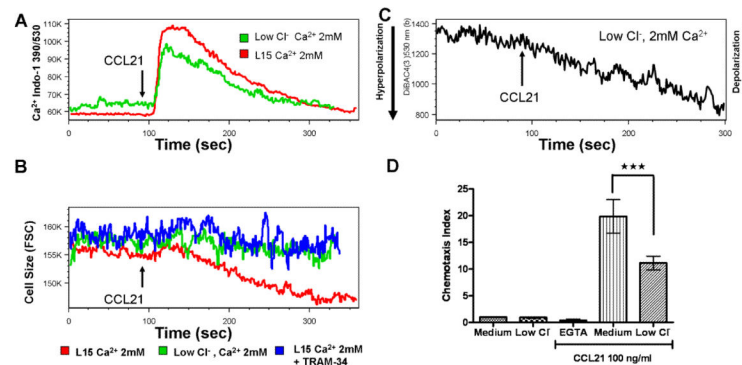 A
Ca²⁺ Indo-1 390/530
110K
100K
90K
80K
70K
60K
CCL21
Low Cl⁻ Ca²⁺ 2mM
L15 Ca²⁺ 2mM
0
100
200
300
Time (sec)
B
Cell Size (FSC)
160K
155K
150K
CCL21
0
100
200
300
Time (sec)
L15 Ca²⁺ 2mM
Low Cl⁻, Ca²⁺ 2mM
L15 Ca²⁺ 2mM
+ TRAM-34
C
Hyperpolarization
DiBAC4(3) 530 nm (b)
1400
1200
1000
800
Low Cl⁻, 2mM Ca²⁺
CCL21
Depolarization
0
100
200
300
Time (sec)
D
Chemotaxis Index
25
20
15
10
5
0
★★★
Medium
Low Cl⁻
EGTA
Medium
Low Cl⁻
CCL21 100 ng/ml